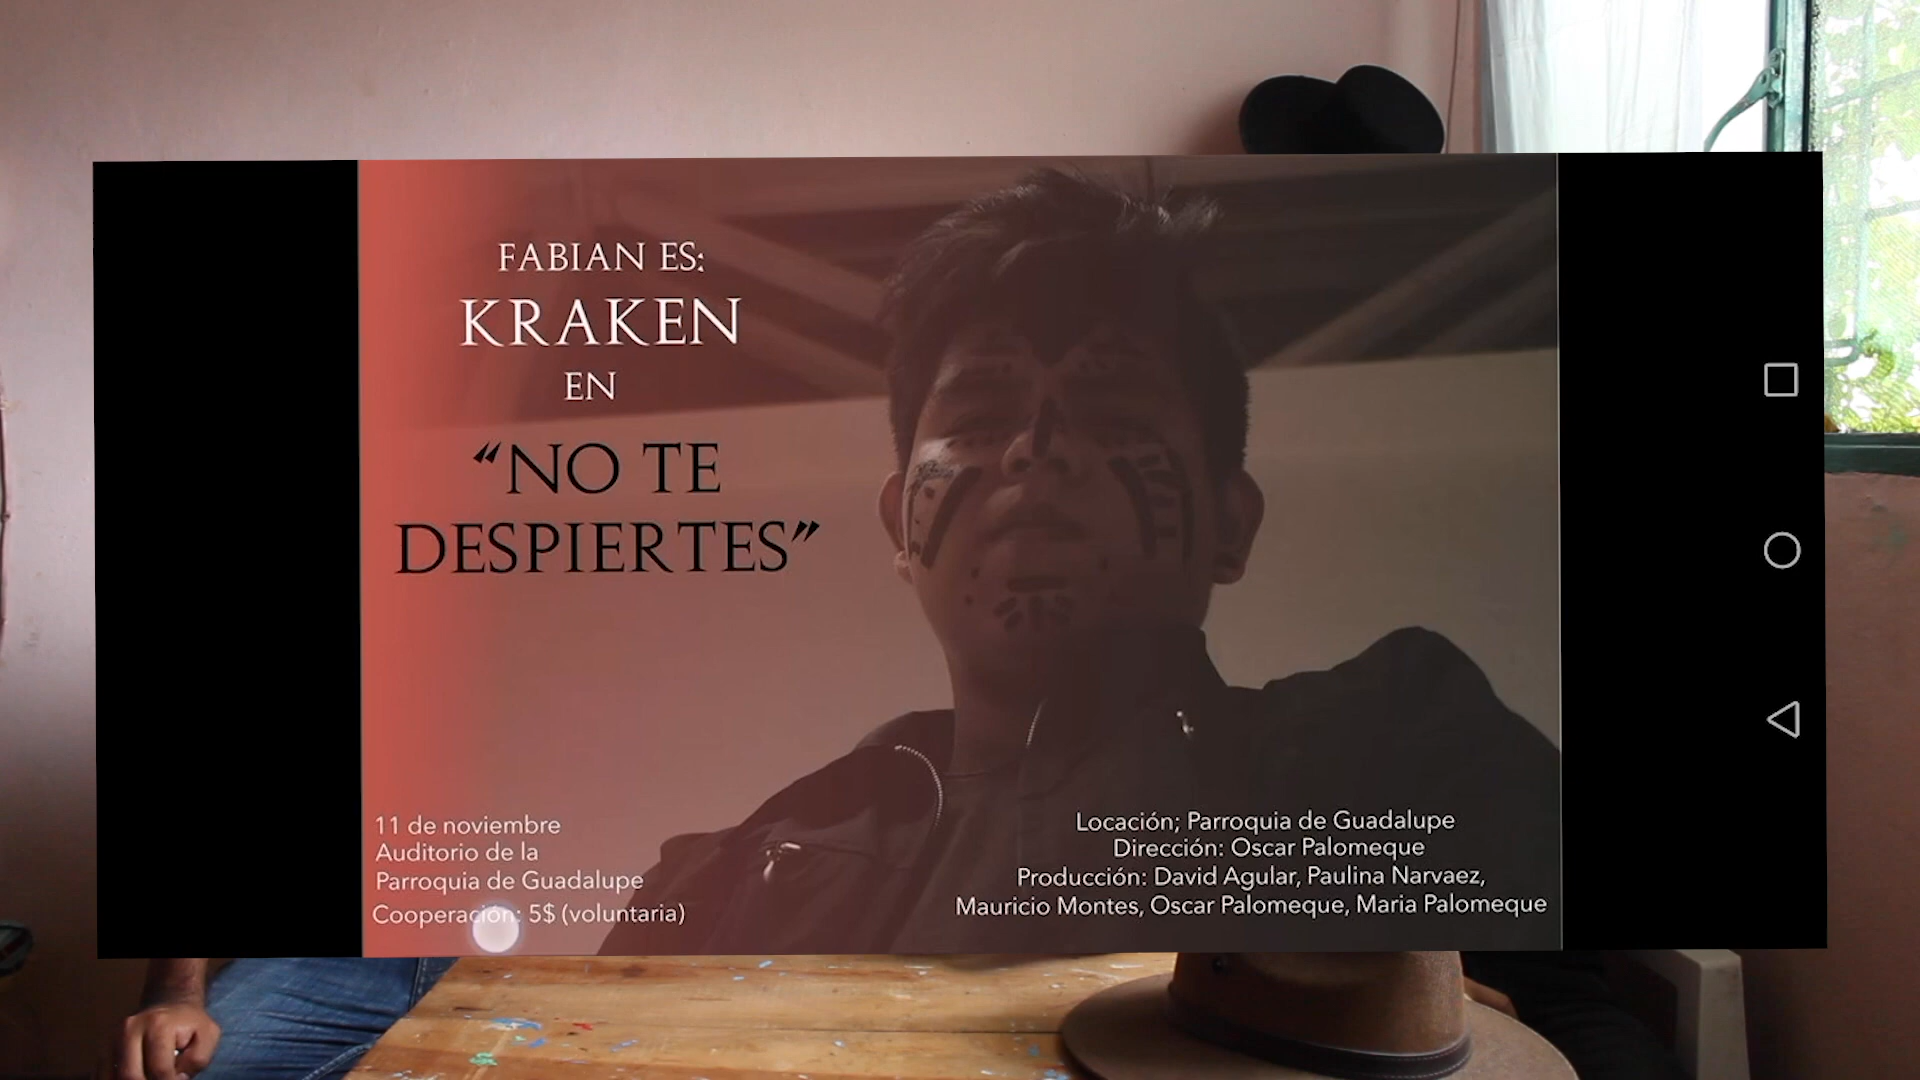 FABIAN ES:
KRAKEN
EN
“NO TE
DESPIERTES”
11 de noviembre
Auditorio de la
Parroquia de Guadalupe
Cooperación: 5$ (voluntaria)
Locación; Parroquia de Guadalupe
Dirección: Oscar Palomeque
Producción: David Agular, Paulina Narvaez,
Mauricio Montes, Oscar Palomeque, Maria Palomeque